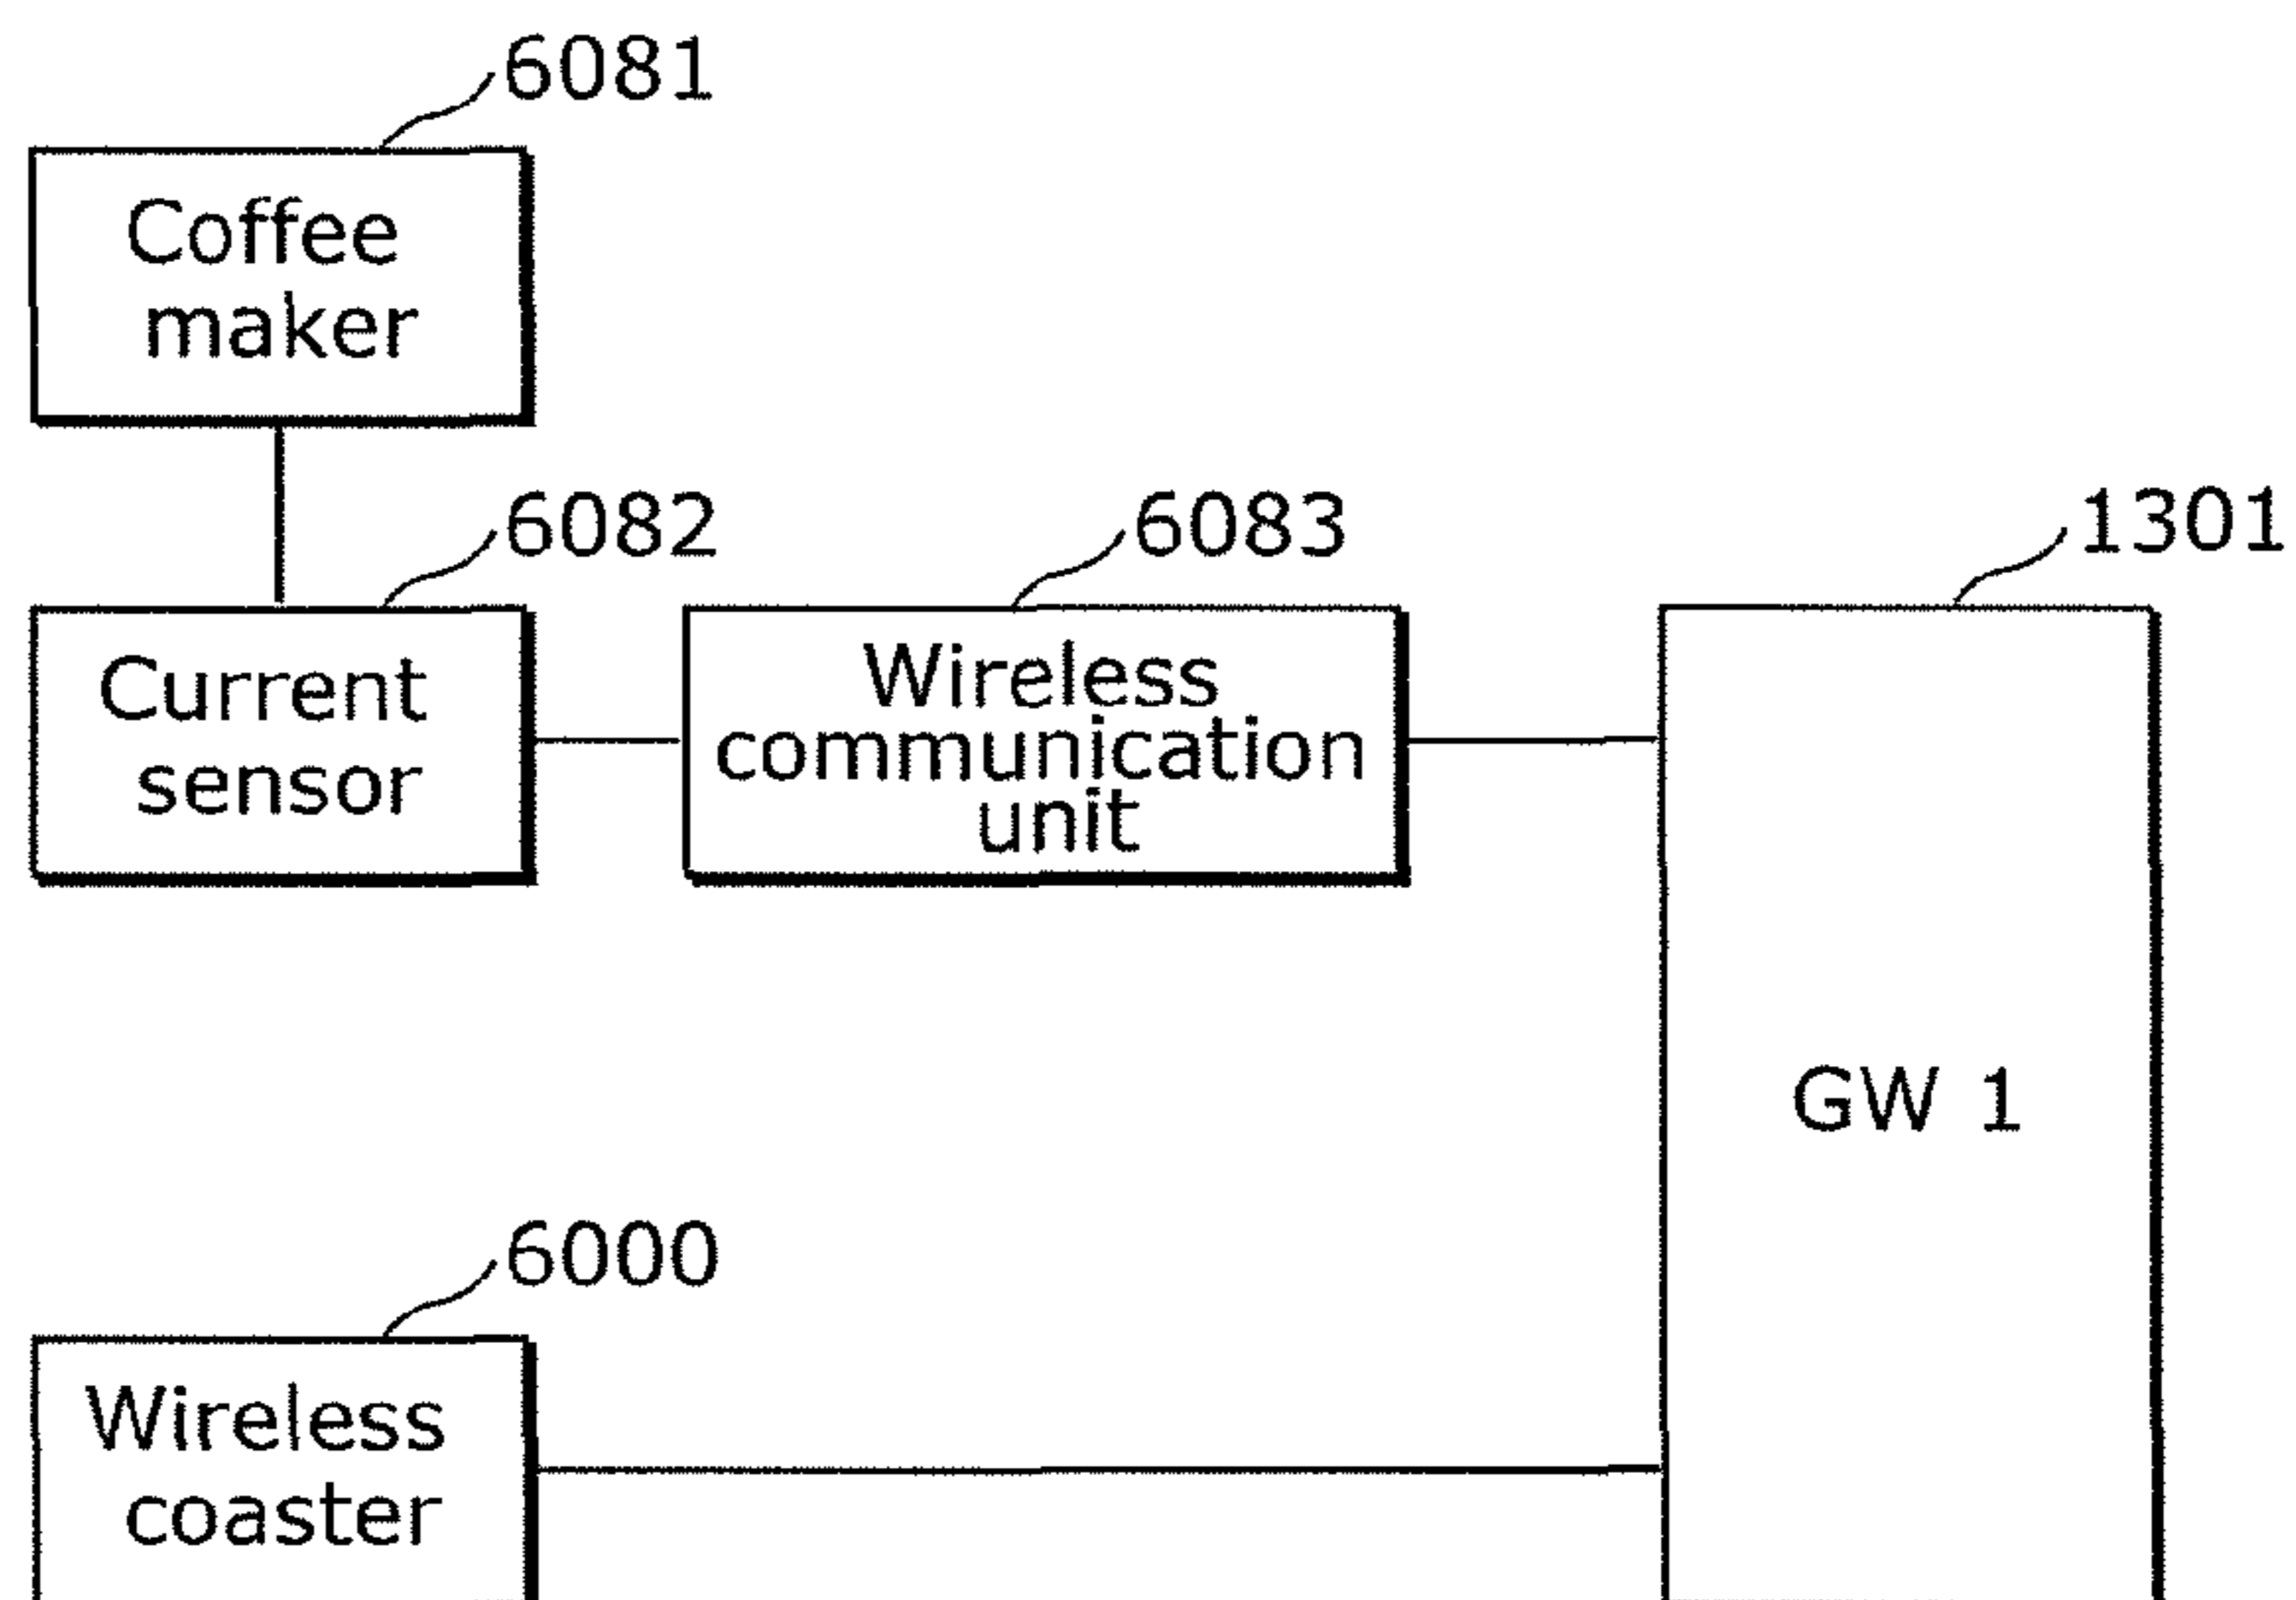 6081
Coffee
maker
6082
6083
1301
Current
sensor
Wireless
communication
unit
GW 1
6000
Wireless
coaster